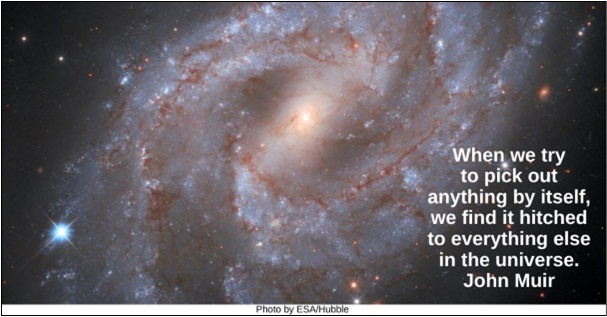 When we try
to pick out
anything by itself,
we find it hitched
to everything else
in the universe.
John Muir
Photo by ESA/Hubble